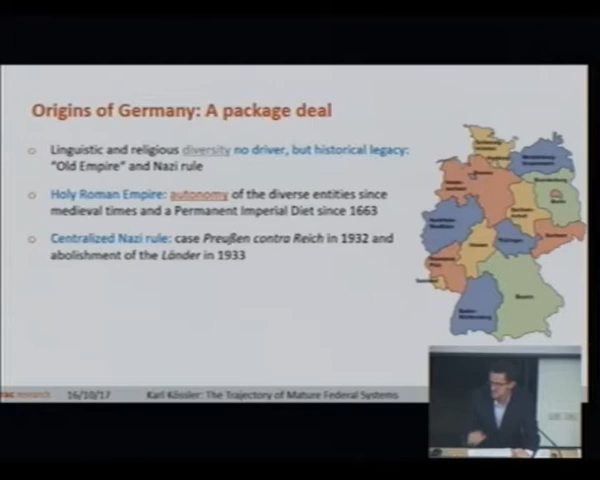 Origins of Germany: A package deal
Linguistic and religious diversity no driver, but historical legacy:
"Old Empire" and Nazi rule
Holy Roman Empire: autonomy of the diverse entities since
medieval times and a Permanent Imperial Diet since 1663
Centralized Nazi rule: case Preußen contra Reich in 1932 and
abolishment of the Länder in 1933
Bayern
research 16/10/17 Karl Kössler: The Trajectory of Mature Federal Systems